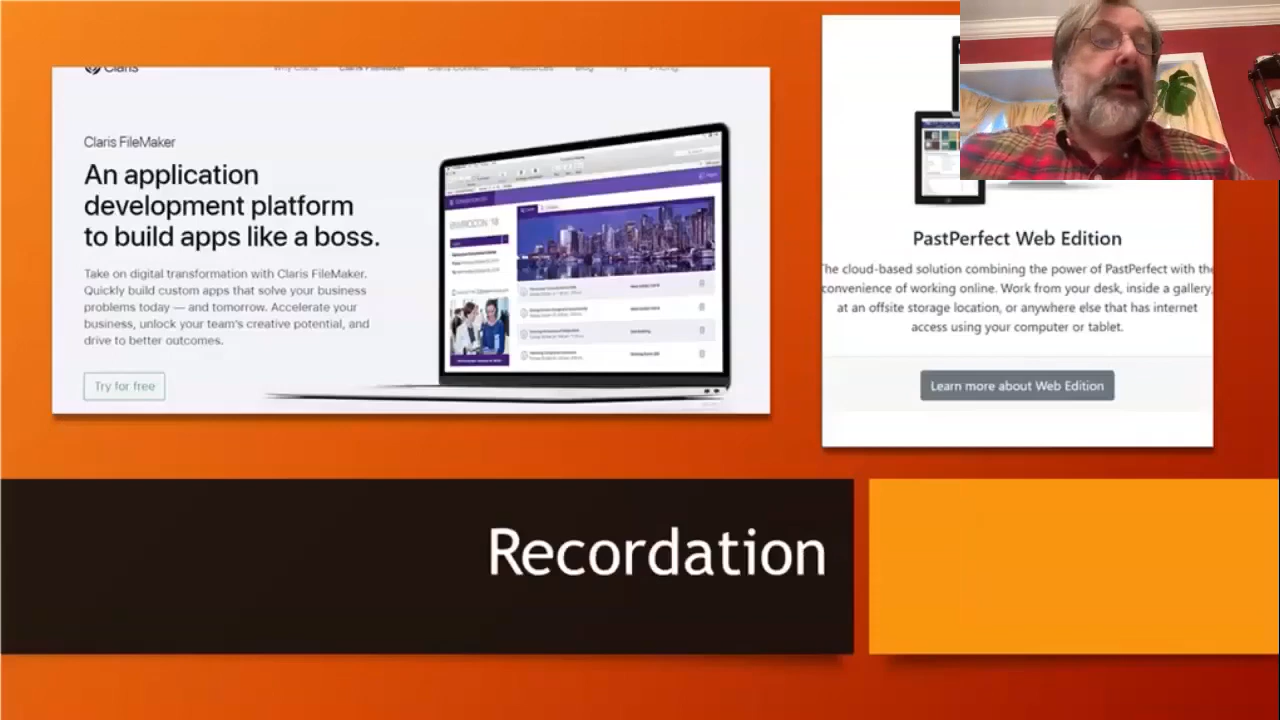 Claris
Claris FileMaker
An application
development platform
to build apps like a boss.
Take on digital transformation with Claris FileMaker.
Quickly build custom apps that solve your business
problems today — and tomorrow. Accelerate your
business, unlock your team's creative potential, and
drive to better outcomes.
Try for free
PastPerfect Web Edition
The cloud-based solution combining the power of PastPerfect with the
convenience of working online. Work from your desk, inside a gallery,
at an offsite storage location, or anywhere else that has internet
access using your computer or tablet.
Learn more about Web Edition
Recordation